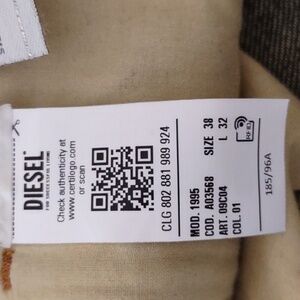 DIESEL
FOR SUCCESSFUL LIVING
Check authenticity at
www.certilogo.com
or scan
CLG 802 881 989 924
MOD. 1995 SIZE 38
COD. A03568 L 32
ART. 09C04
COL. 01
RFID
185/96A